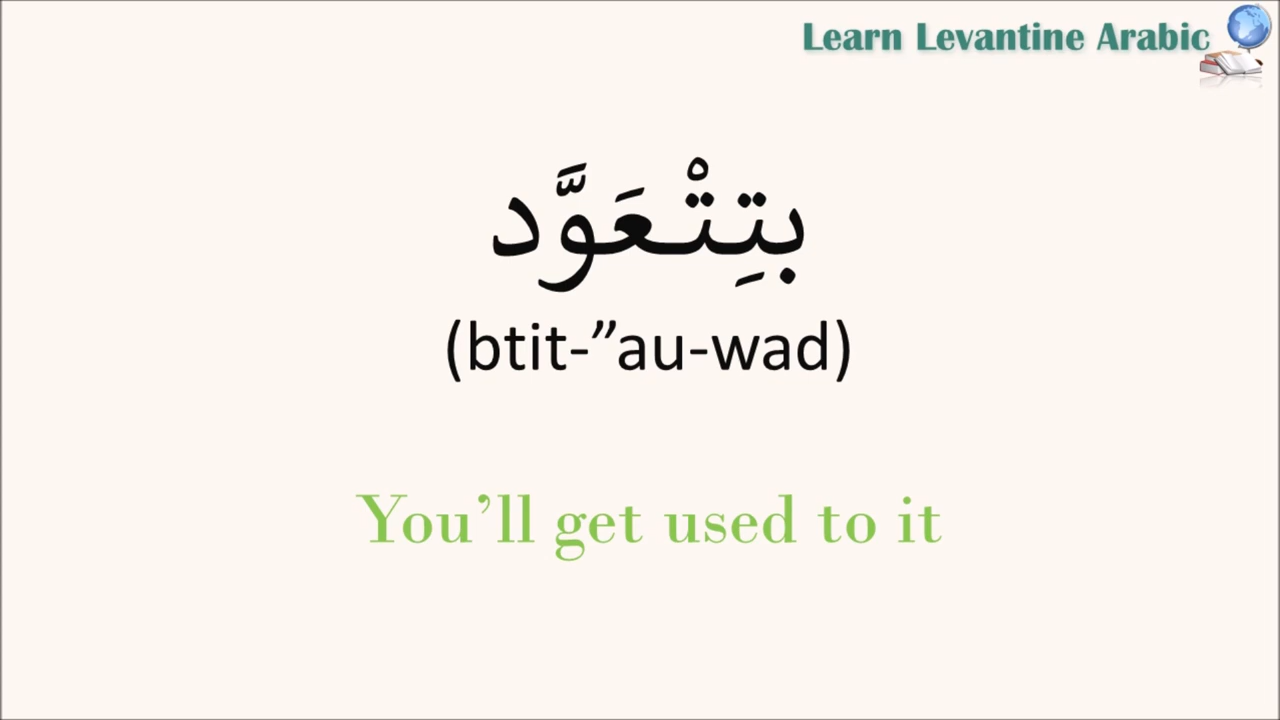 Learn Levantine Arabic
بتِتْعَوَّد
(btit-”au-wad)
You’ll get used to it